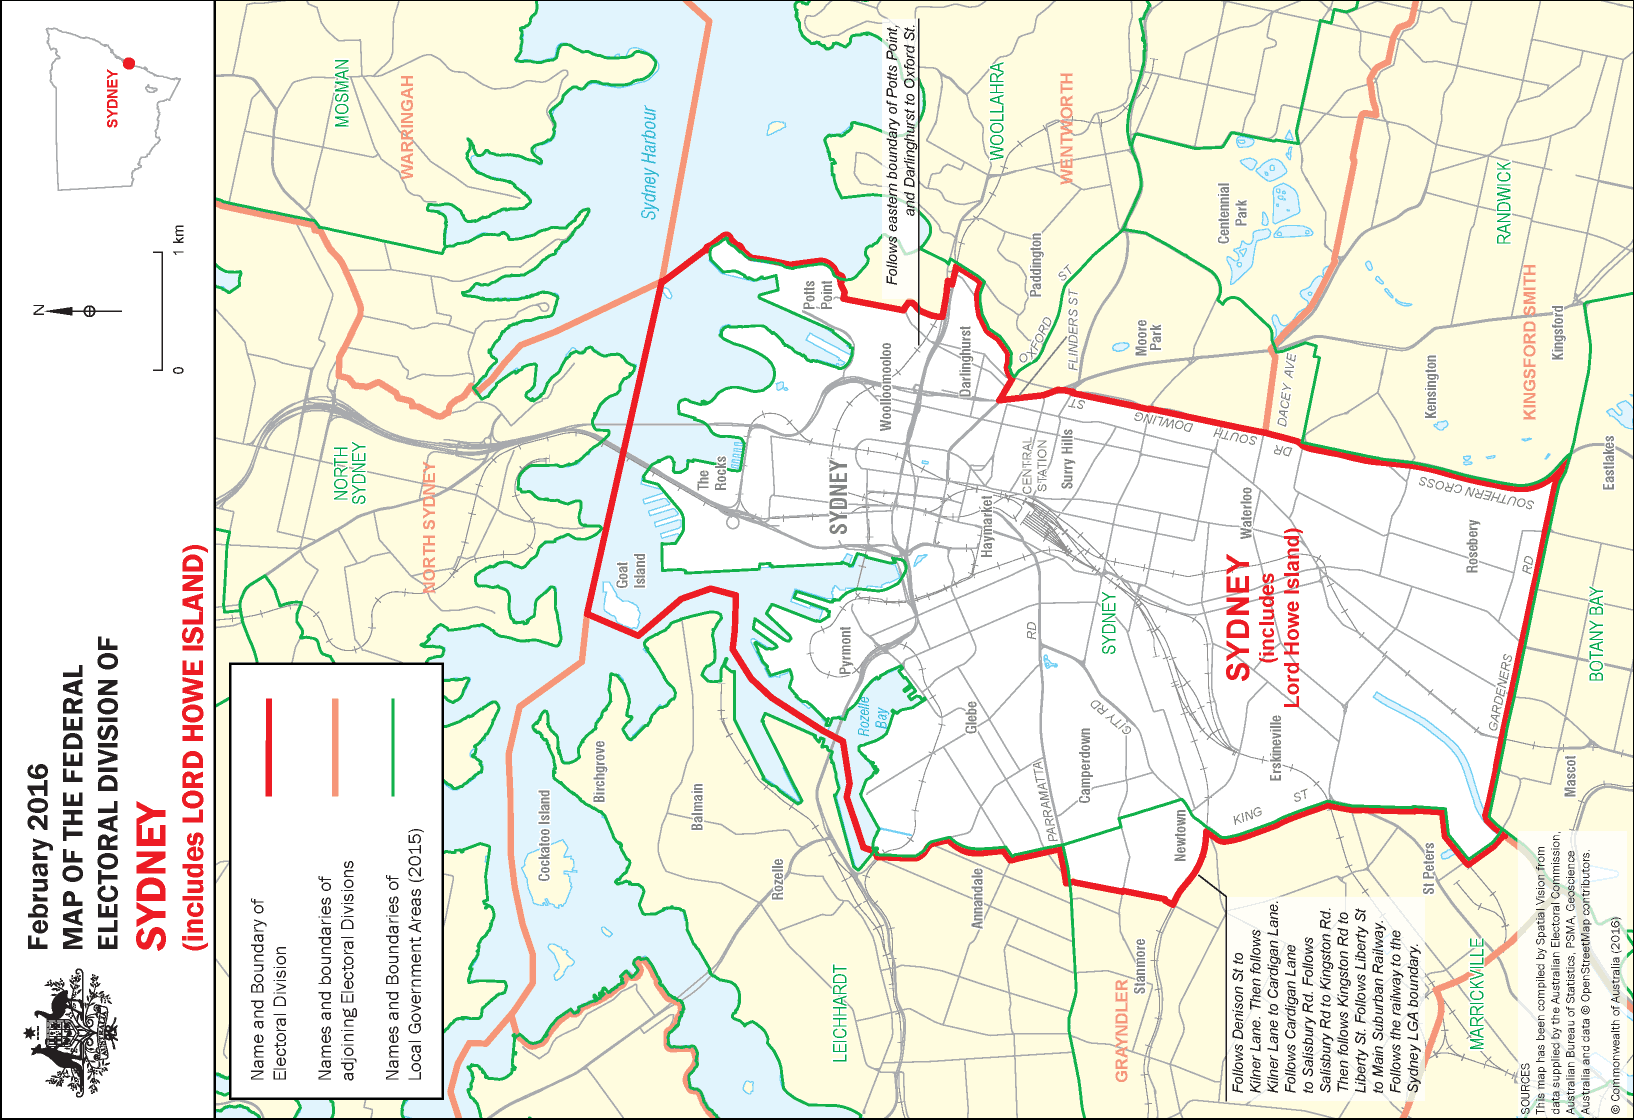 February 2016
MAP OF THE FEDERAL
ELECTORAL DIVISION OF
SYDNEY
(includes LORD HOWE ISLAND)
SYDNEY
N
0
1 km
Name and Boundary of
Electoral Division
Names and boundaries of
adjoining Electoral Divisions
Names and Boundaries of
Local Government Areas (2015)
MOSMAN
WARRINGAH
Sydney Harbour
NORTH
SYDNEY
NORTH SYDNEY
Follows eastern boundary of Potts Point,
and Darlinghurst to Oxford St.
WOOLLAHRA
WENTWORTH
Centennial
Park
RANDWICK
KINGSFORD SMITH
Kingsford
Kensington
Paddington
OXFORD
ST
FLINDERS ST
Moore
Park
DACEY AVE
Potts
Point
Woolloomooloo
Darlinghurst
The
Rocks
SYDNEY
CENTRAL
STATION
Surry Hills
SOUTH
DOWLING
ST
Haymarket
Waterloo
SOUTHERN CROSS
DR
Eastlakes
Rosebery
Goat
Island
Pyrmont
RD
SYDNEY
SYDNEY
(includes
Lord Howe Island)
GARDENERS
RD
BOTANY BAY
Rozelle
Bay
Glebe
CITY RD
Erskineville
Birchgrove
Balmain
Camperdown
PARRAMATTA
KING
ST
Mascot
Cockatoo Island
Rozelle
Annandale
Newtown
St Peters
LEICHHARDT
GRAYNDLER
Stanmore
MARRICKVILLE
Follows Denison St to
Kilner Lane. Then follows
Kilner Lane to Cardigan Lane.
Follows Cardigan Lane
to Salisbury Rd. Follows
Salisbury Rd to Kingston Rd.
Then follows Kingston Rd to
Liberty St. Follows Liberty St
to Main Suburban Railway.
Follows the railway to the
Sydney LGA boundary.
SOURCES
This map has been compiled by Spatial Vision from
data supplied by the Australian Electoral Commission,
Australian Bureau of Statistics, PSMA, Geoscience
Australia and data © OpenStreetMap contributors.
© Commonwealth of Australia (2016)